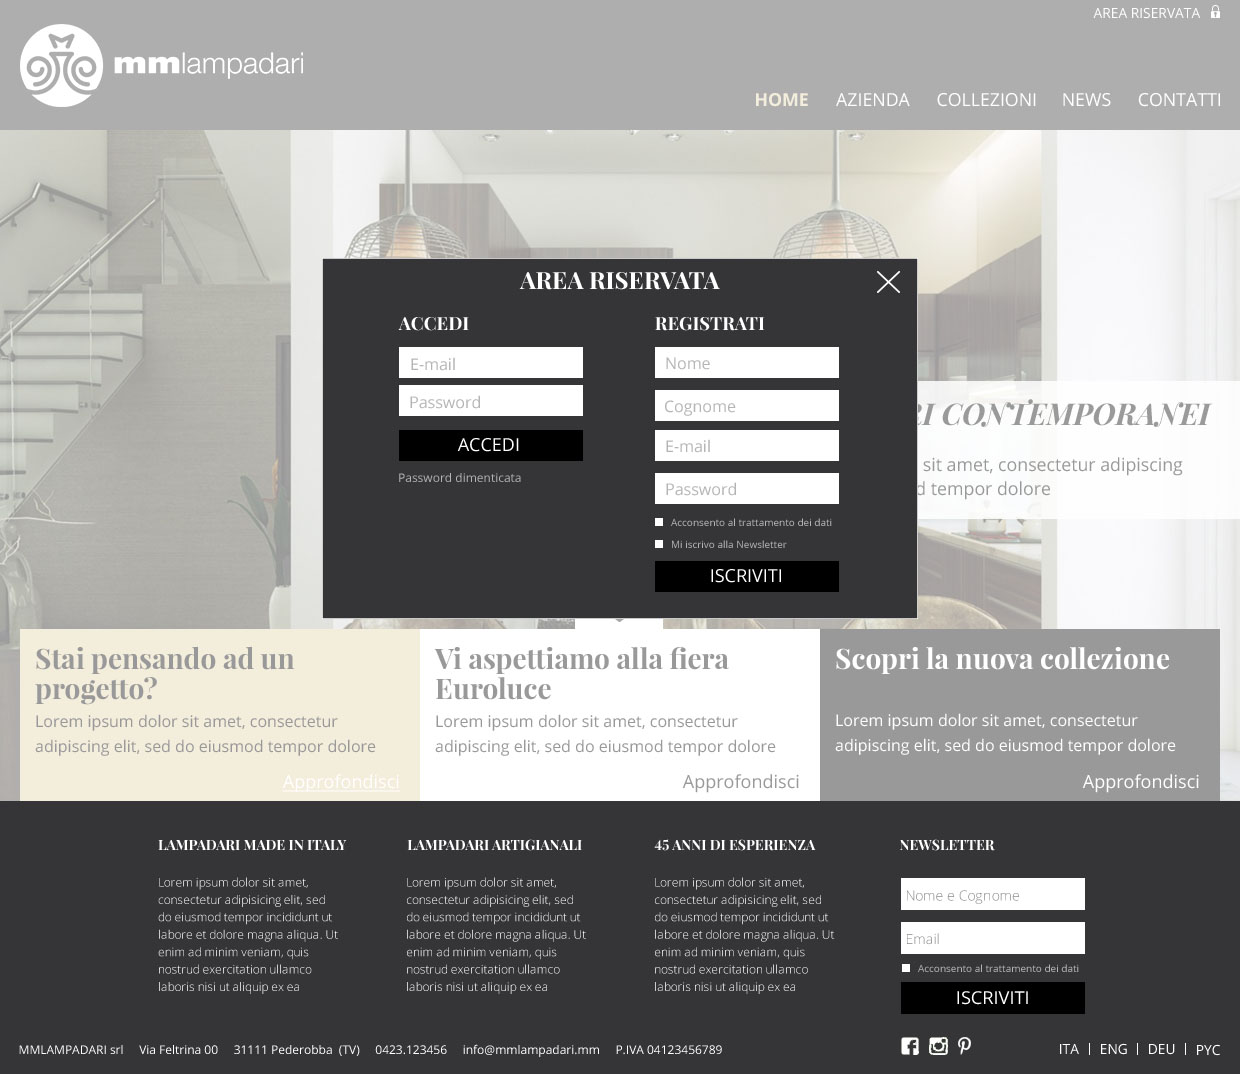 AREA RISERVATA
mmlampadari
HOME AZIENDA COLLEZIONI NEWS CONTATTI
AREA RISERVATA
ACCEDI
E-mail
Password
ACCEDI
Password dimenticata
REGISTRATI
Nome
Cognome
E-mail
Password
Acconsento al trattamento dei dati
Mi iscrivo alla Newsletter
ISCRIVITI
RI CONTEMPORANEI
sit amet, consectetur adipiscing
d tempor dolore
Stai pensando ad un
progetto?
Lorem ipsum dolor sit amet, consectetur
adipiscing elit, sed do eiusmod tempor dolore
Approfondisci
Vi aspettiamo alla fiera
Euroluce
Lorem ipsum dolor sit amet, consectetur
adipiscing elit, sed do eiusmod tempor dolore
Approfondisci
Scopri la nuova collezione
Lorem ipsum dolor sit amet, consectetur
adipiscing elit, sed do eiusmod tempor dolore
Approfondisci
LAMPADARI MADE IN ITALY
Lorem ipsum dolor sit amet,
consectetur adipisicing elit, sed
do eiusmod tempor incididunt ut
labore et dolore magna aliqua. Ut
enim ad minim veniam, quis
nostrud exercitation ullamco
laboris nisi ut aliquip ex ea
LAMPADARI ARTIGIANALI
Lorem ipsum dolor sit amet,
consectetur adipisicing elit, sed
do eiusmod tempor incididunt ut
labore et dolore magna aliqua. Ut
enim ad minim veniam, quis
nostrud exercitation ullamco
laboris nisi ut aliquip ex ea
45 ANNI DI ESPERIENZA
Lorem ipsum dolor sit amet,
consectetur adipisicing elit, sed
do eiusmod tempor incididunt ut
labore et dolore magna aliqua. Ut
enim ad minim veniam, quis
nostrud exercitation ullamco
laboris nisi ut aliquip ex ea
NEWSLETTER
Nome e Cognome
Email
Acconsento al trattamento dei dati
ISCRIVITI
MMLAMPADARI srl Via Feltrina 00 31111 Pederobba (TV) 0423.123456 info@mmlampadari.mm P.IVA 04123456789
ITA | ENG | DEU | РУС